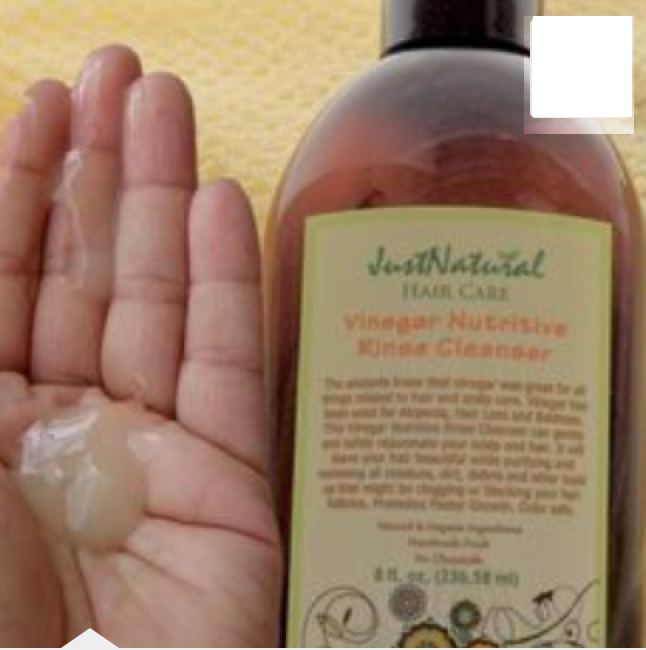 JustNatural
HAIR CARE
Vinegar Nutritive
Rinse Cleanser
The ancients knew that vinegar was great for all
things related to hair and scalp care. Vinegar has
been used for Alopecia, Hair Loss and Baldness.
This Vinegar Nutritive Rinse Cleanser can gently
and safely rejuvenate your scalp and hair. It will
leave your hair beautiful while purifying and
removing all residues, dirt, debris and other build
up that might be clogging or blocking your hair
follicles. Promotes Faster Growth. Color safe.
Natural & Organic Ingredients
Handmade Fresh
No Chemicals
8 fl. oz. (236.58 ml)